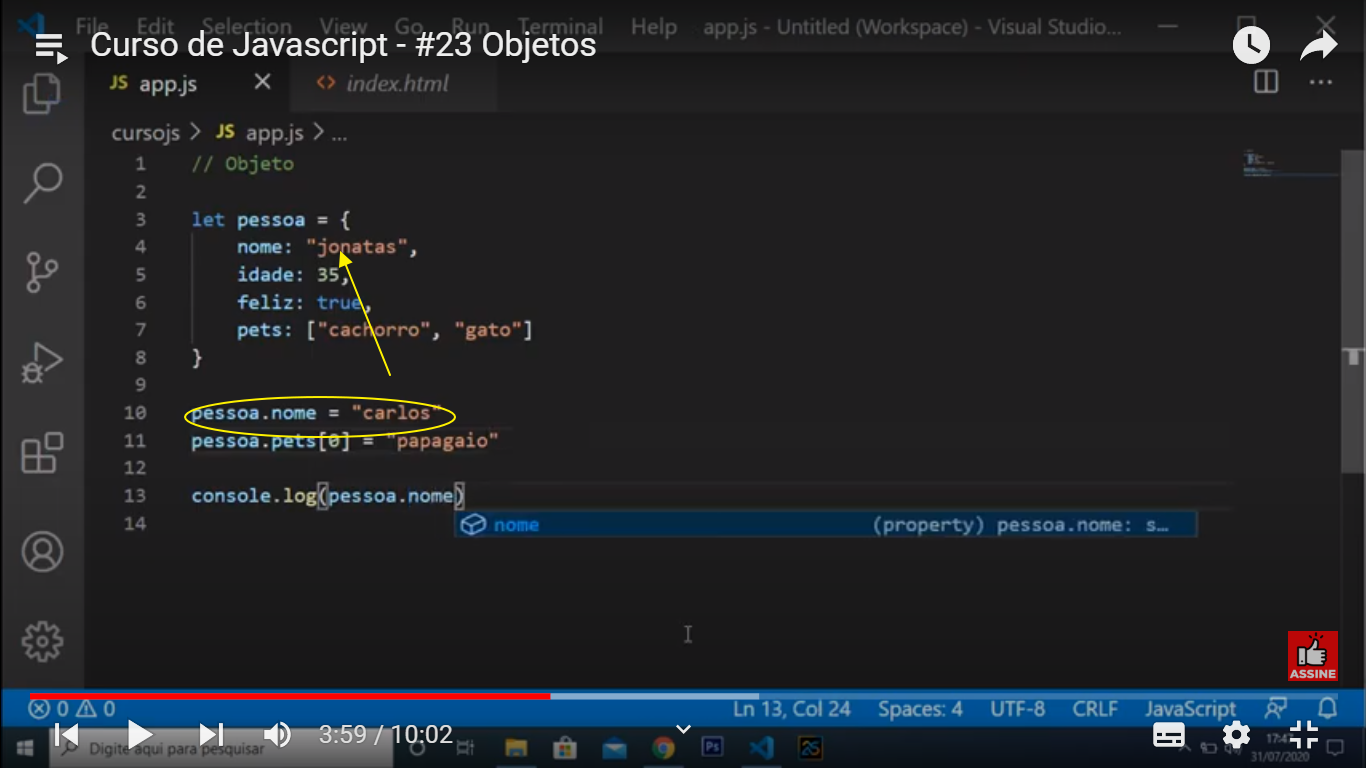 File Edit Selection View Go Run Terminal Help app.js - Untitled (Workspace) - Visual Studio...
Curso de Javascript - #23 Objetos
JS app.js index.html
cursojs > JS app.js > ...
1 // Objeto
2
3 let pessoa = {
4 nome: "jonatas",
5 idade: 35,
6 feliz: true,
7 pets: ["cachorro", "gato"]
8 }
9
10 pessoa.nome = "carlos"
11 pessoa.pets[0] = "papagaio"
12
13 console.log(pessoa.nome)
nome (property) pessoa.nome: s…
14
ASSINE
0 0 Ln 13, Col 24 Spaces: 4 UTF-8 CRLF JavaScript
3:59 / 10:02
Digite aqui para pesquisar Ps
31/07/2020